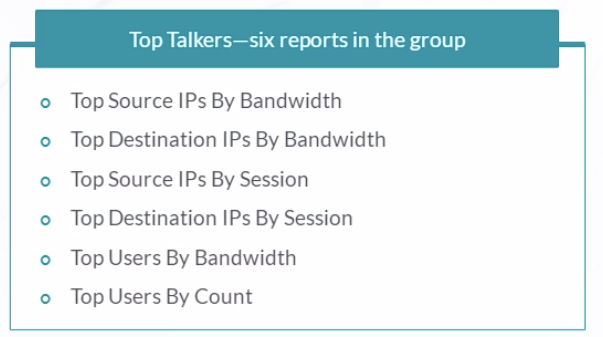 Top Talkers—six reports in the group
Top Source IPs By Bandwidth
Top Destination IPs By Bandwidth
Top Source IPs By Session
Top Destination IPs By Session
Top Users By Bandwidth
Top Users By Count